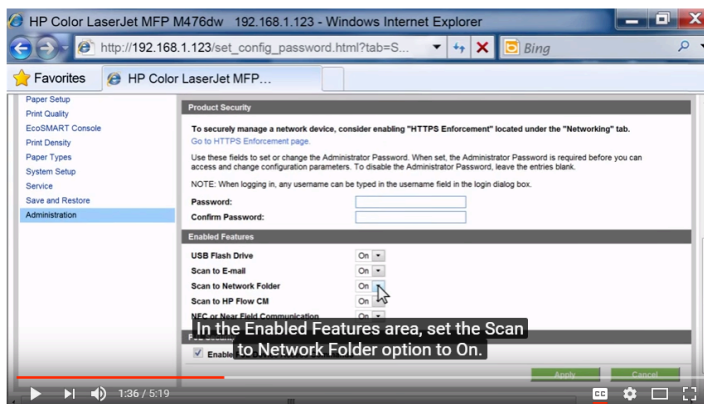 HP Color LaserJet MFP M476dw 192.168.1.123 - Windows Internet Explorer
http://192.168.1.123/set_config_password.html?tab=S...
Bing
Favorites
HP Color LaserJet MFP...
Paper Setup
Print Quality
EcoSMART Console
Print Density
Paper Types
System Setup
Service
Save and Restore
Administration
Product Security
To securely manage a network device, consider enabling "HTTPS Enforcement" located under the "Networking" tab.
Go to HTTPS Enforcement page.
Use these fields to set or change the Administrator Password. When set, the Administrator Password is required before you can
access and change configuration parameters. To disable the Administrator Password, leave the entries blank.
NOTE: When logging in, any username can be typed in the username field in the login dialog box.
Password:
Confirm Password:
Enabled Features
USB Flash Drive On
Scan to E-mail On
Scan to Network Folder On
Scan to HP Flow CM On
NFC or Near Field Communication On
In the Enabled Features area, set the Scan
to Network Folder option to On.
Enable
Apply Cancel
1:36 / 5:19
CC